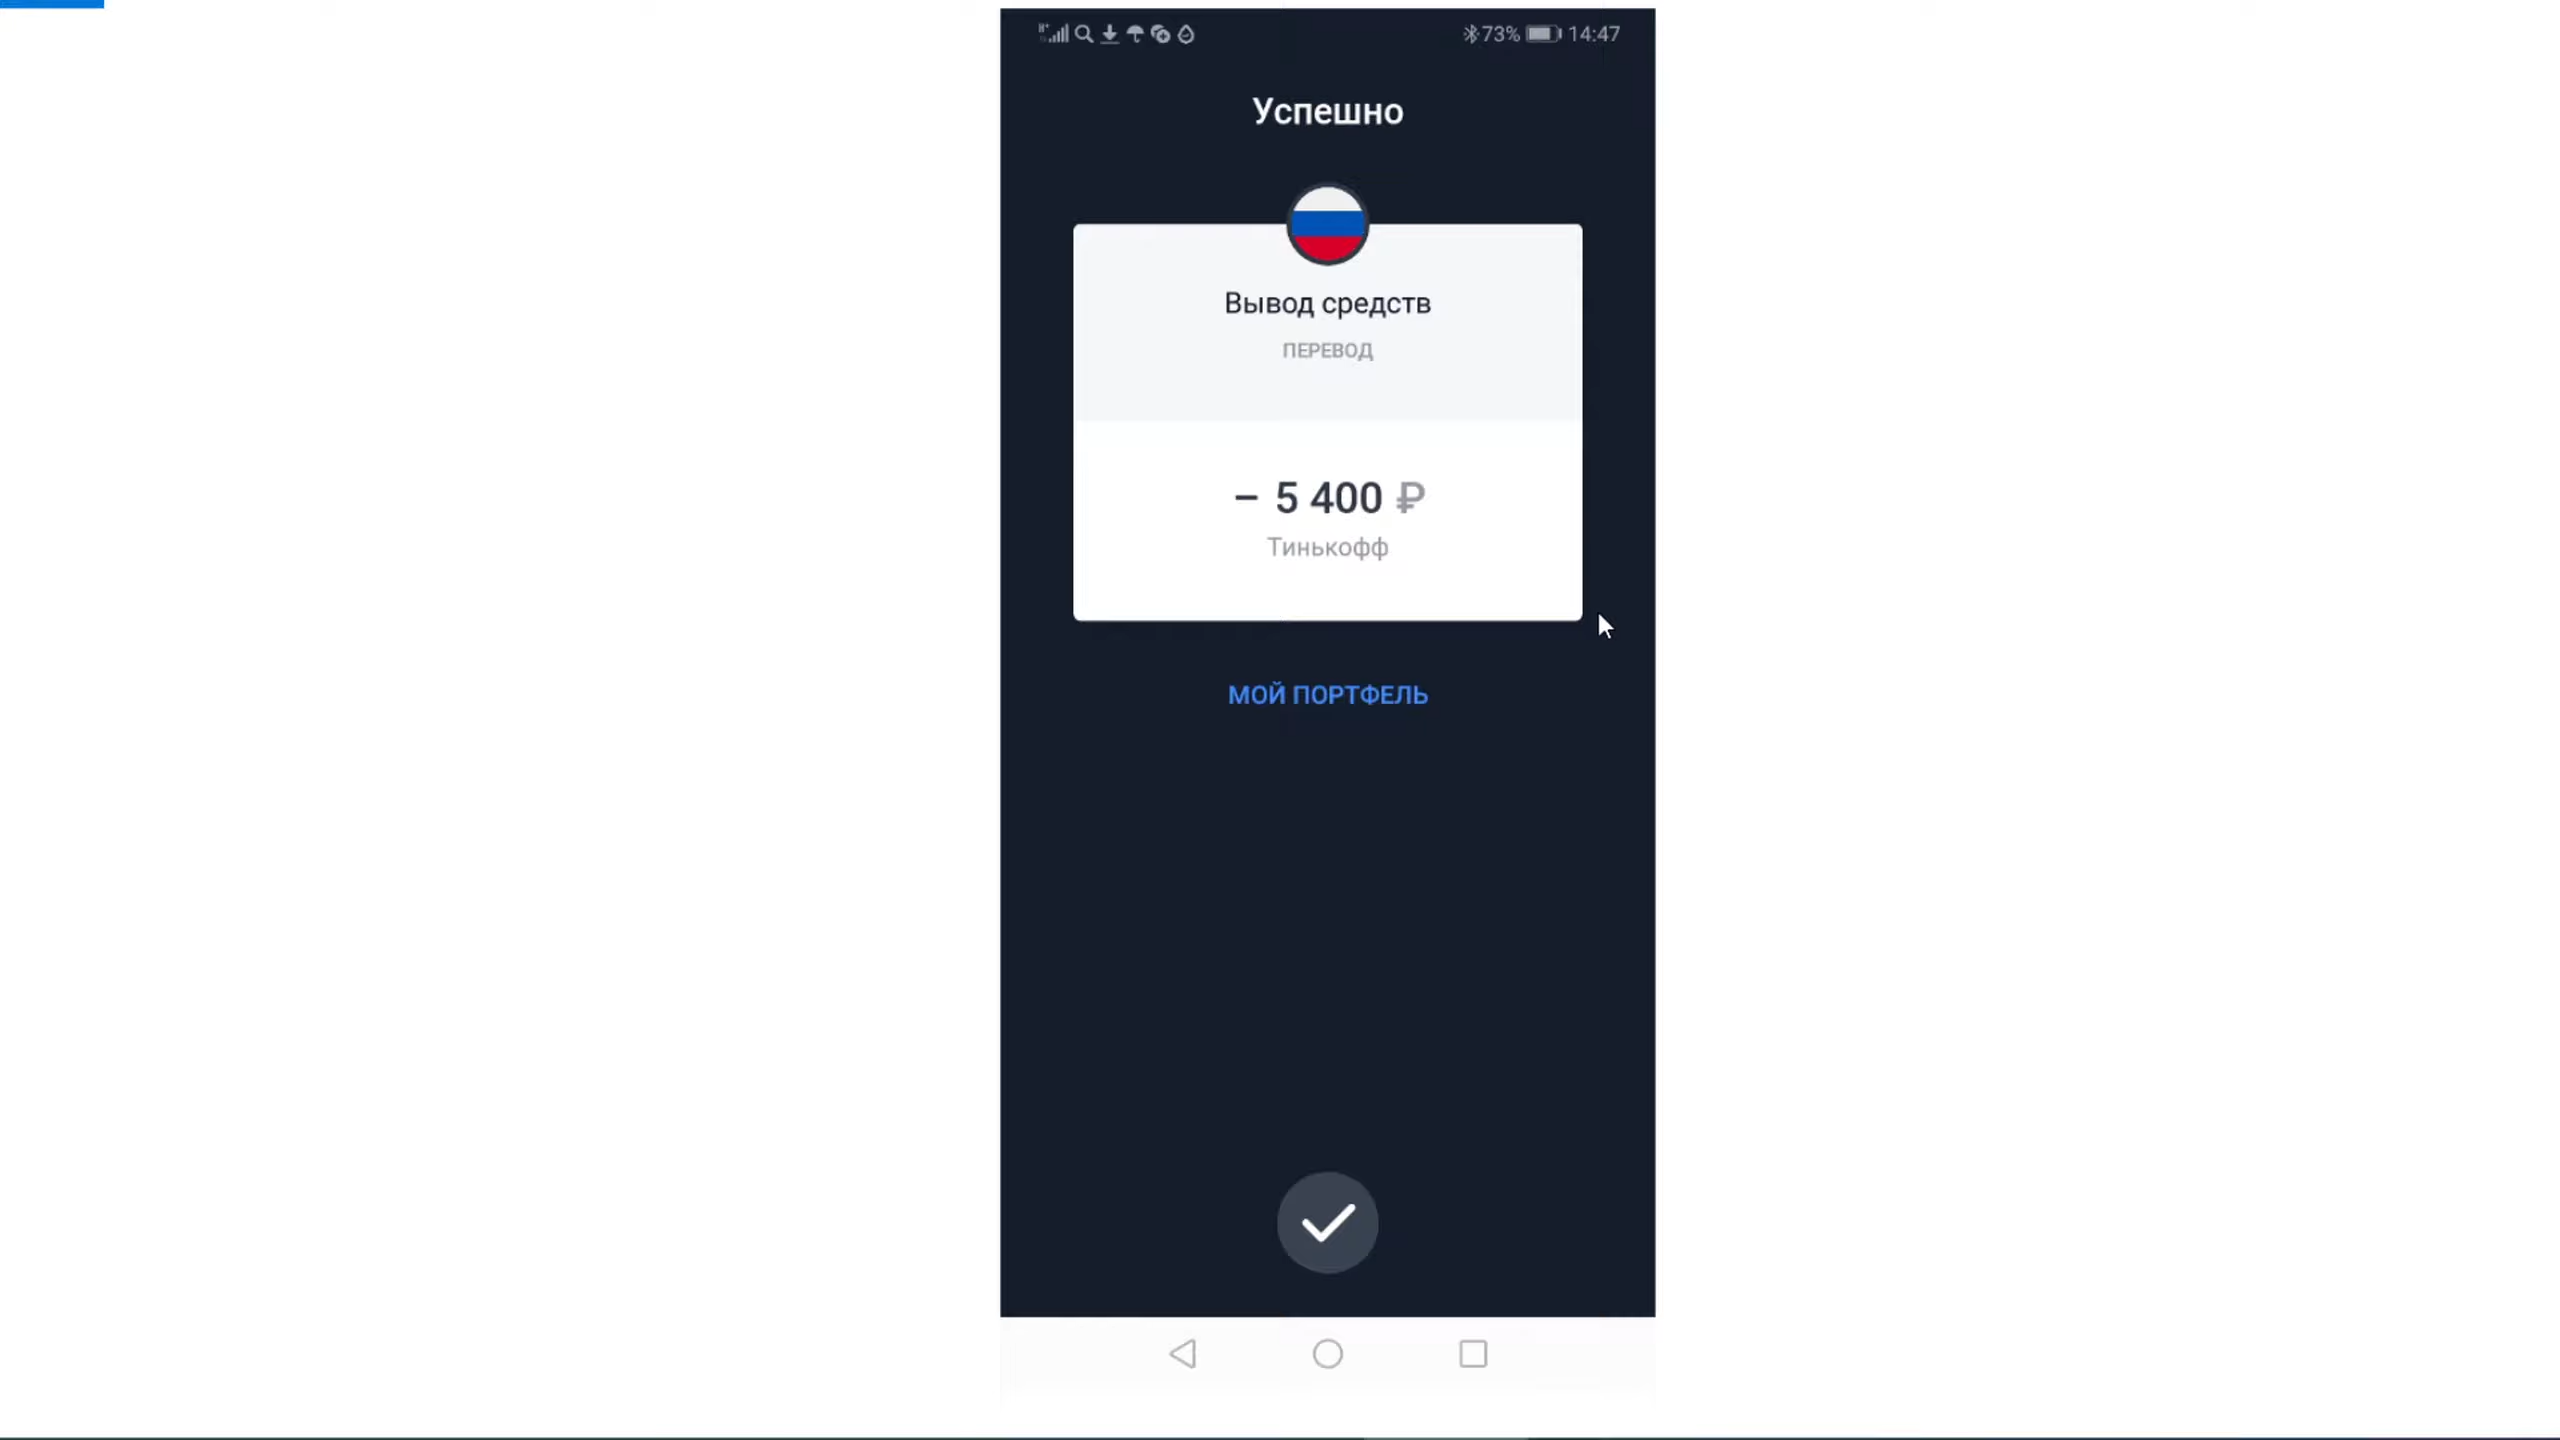 73% 14:47
Успешно
Вывод средств
ПЕРЕВОД
– 5 400 ₽
Тинькофф
МОЙ ПОРТФЕЛЬ